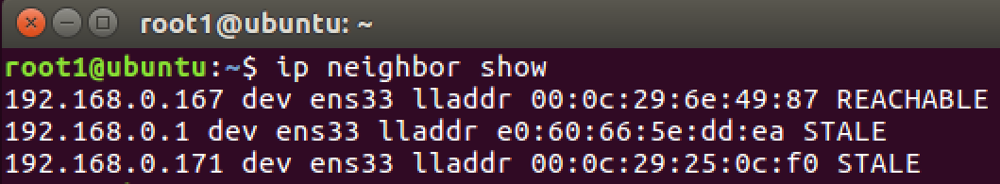 root1@ubuntu: ~
root1@ubuntu:~$ ip neighbor show
192.168.0.167 dev ens33 lladdr 00:0c:29:6e:49:87 REACHABLE
192.168.0.1 dev ens33 lladdr e0:60:66:5e:dd:ea STALE
192.168.0.171 dev ens33 lladdr 00:0c:29:25:0c:f0 STALE